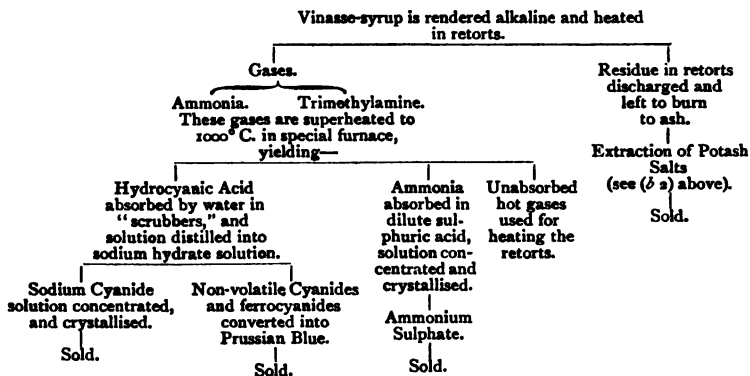 Vinasse-syrup is rendered alkaline and heated
in retorts.
Gases.
Ammonia. Trimethylamine.
These gases are superheated to
1000° C. in special furnace,
yielding—
Residue in retorts
discharged and
left to burn
to ash.
Extraction of Potash
Salts
(see (b 2) above).
Sold.
Hydrocyanic Acid
absorbed by water in
"scrubbers," and
solution distilled into
sodium hydrate solution.
Ammonia
absorbed in
dilute sul-
phuric acid,
solution con-
centrated and
crystallised.
Unabsorbed
hot gases
used for
heating the
retorts.
Sodium Cyanide
solution concentrated,
and crystallised.
Sold.
Non-volatile Cyanides
and ferrocyanides
converted into
Prussian Blue.
Sold.
Ammonium
Sulphate.
Sold.